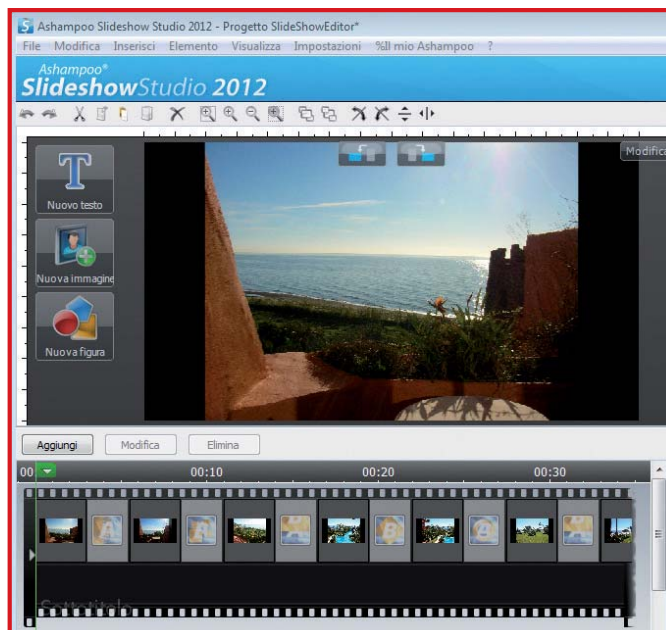 Ashampoo Slideshow Studio 2012 - Progetto SlideShowEditor*
File Modifica Inserisci Elemento Visualizza Impostazioni %Il mio Ashampoo ?
Ashampoo®
SlideshowStudio 2012
Modifica
Nuovo testo
Nuova immagine
Nuova figura
Aggiungi Modifica Elimina
00 00:10 00:20 00:30
A A B a
Sottotitolo